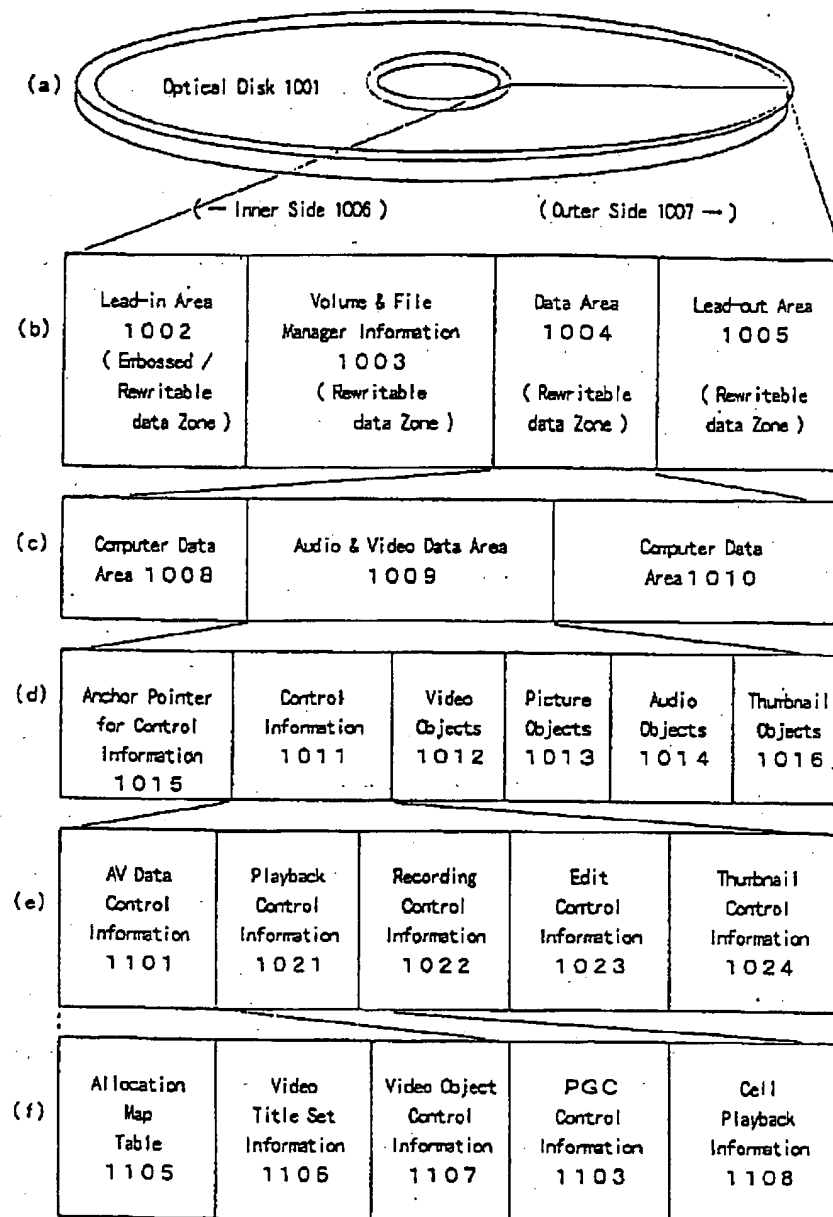 (a)
Optical Disk 1001
(← Inner Side 1006 )
(Outer Side 1007 →)
(b)
Lead-in Area
1002
( Embossed /
Rewritable
data Zone )
Volume & File
Manager Information
1003
( Rewritable
data Zone )
Data Area
1004
( Rewritable
data Zone )
Lead-out Area
1005
( Rewritable
data Zone )
(c)
Computer Data
Area 1008
Audio & Video Data Area
1009
Computer Data
Area 1010
(d)
Anchor Pointer
for Control
Information
1015
Control
Information
1011
Video
Objects
1012
Picture
Objects
1013
Audio
Objects
1014
Thumbnail
Objects
1016
(e)
AV Data
Control
Information
1101
Playback
Control
Information
1021
Recording
Control
Information
1022
Edit
Control
Information
1023
Thumbnail
Control
Information
1024
(f)
Allocation
Map
Table
1105
Video
Title Set
Information
1106
Video Object
Control
Information
1107
PGC
Control
Information
1103
Cell
Playback
Information
1108